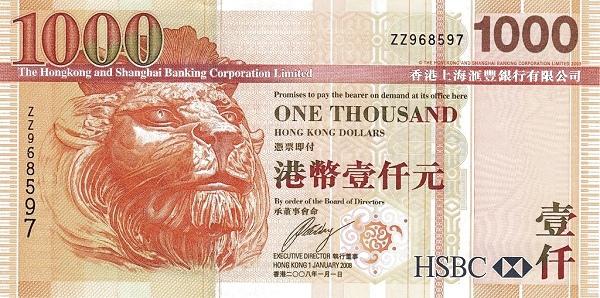 1000
ZZ968597
1000
© THE HONGKONG AND SHANGHAI BANKING CORPORATION LIMITED 2003
The Hongkong and Shanghai Banking Corporation Limited
香港上海滙豐銀行有限公司
Promises to pay the bearer on demand at its office here
ONE THOUSAND
HONG KONG DOLLARS
憑票即付
港幣壹仟元
By order of the Board of Directors
承董事會命
EXECUTIVE DIRECTOR 執行董事
HONG KONG 1 JANUARY 2008
香港二〇〇八年一月一日
ZZ968597
壹仟
HSBC